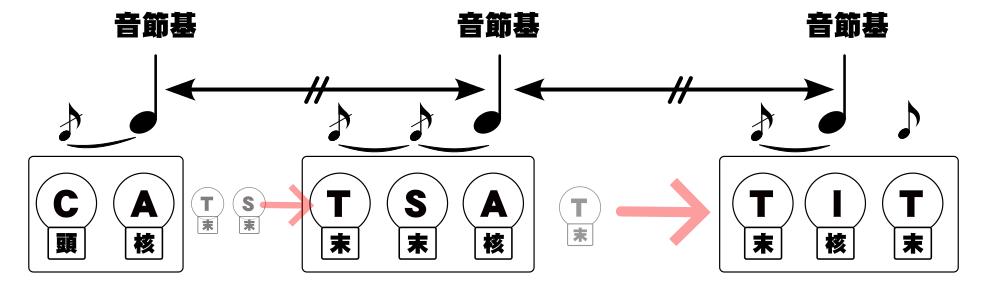 音節基 音節基 音節基
C A T S T S A T T I T
頭 核 末 末 末 末 核 末 末 核 末